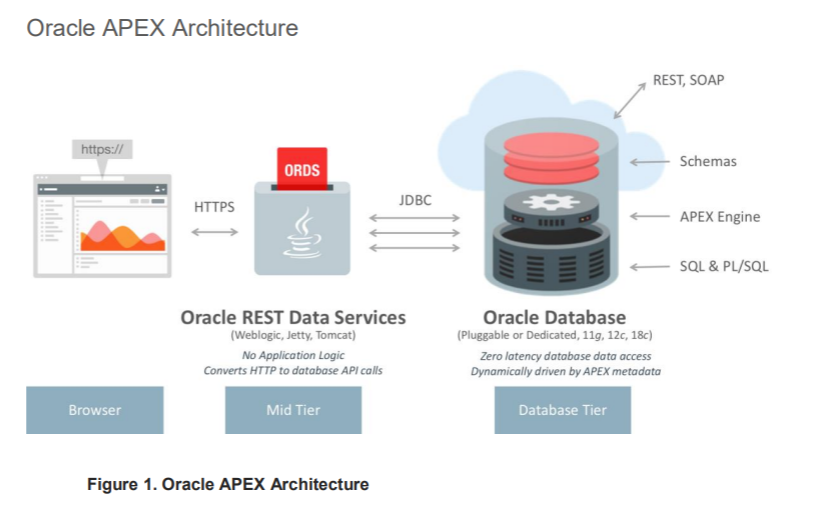 Oracle APEX Architecture
REST, SOAP
https://
ORDS
Schemas
HTTPS
JDBC
APEX Engine
SQL & PL/SQL
Oracle REST Data Services
(Weblogic, Jetty, Tomcat)
No Application Logic
Converts HTTP to database API calls
Oracle Database
(Pluggable or Dedicated, 11g, 12c, 18c)
Zero latency database data access
Dynamically driven by APEX metadata
Browser
Mid Tier
Database Tier
Figure 1. Oracle APEX Architecture